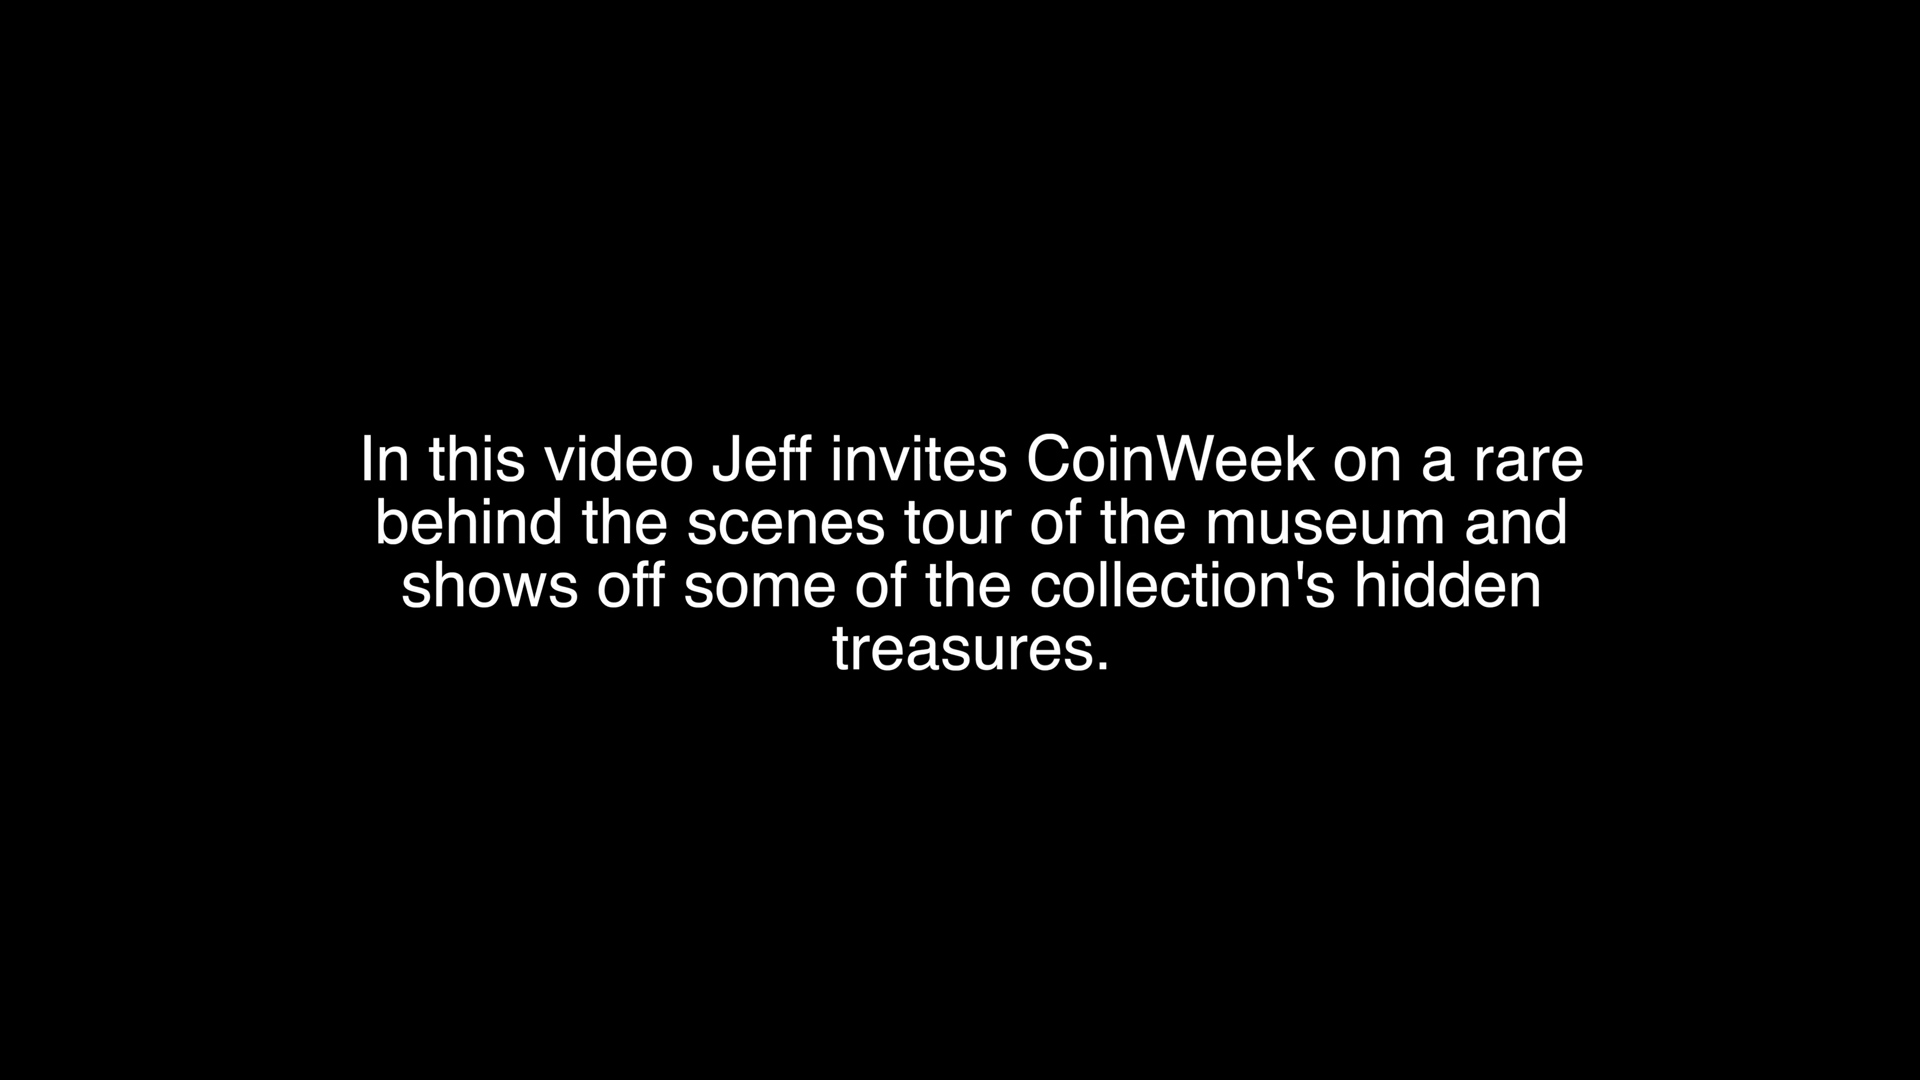 In this video Jeff invites CoinWeek on a rare
behind the scenes tour of the museum and
shows off some of the collection's hidden
treasures.